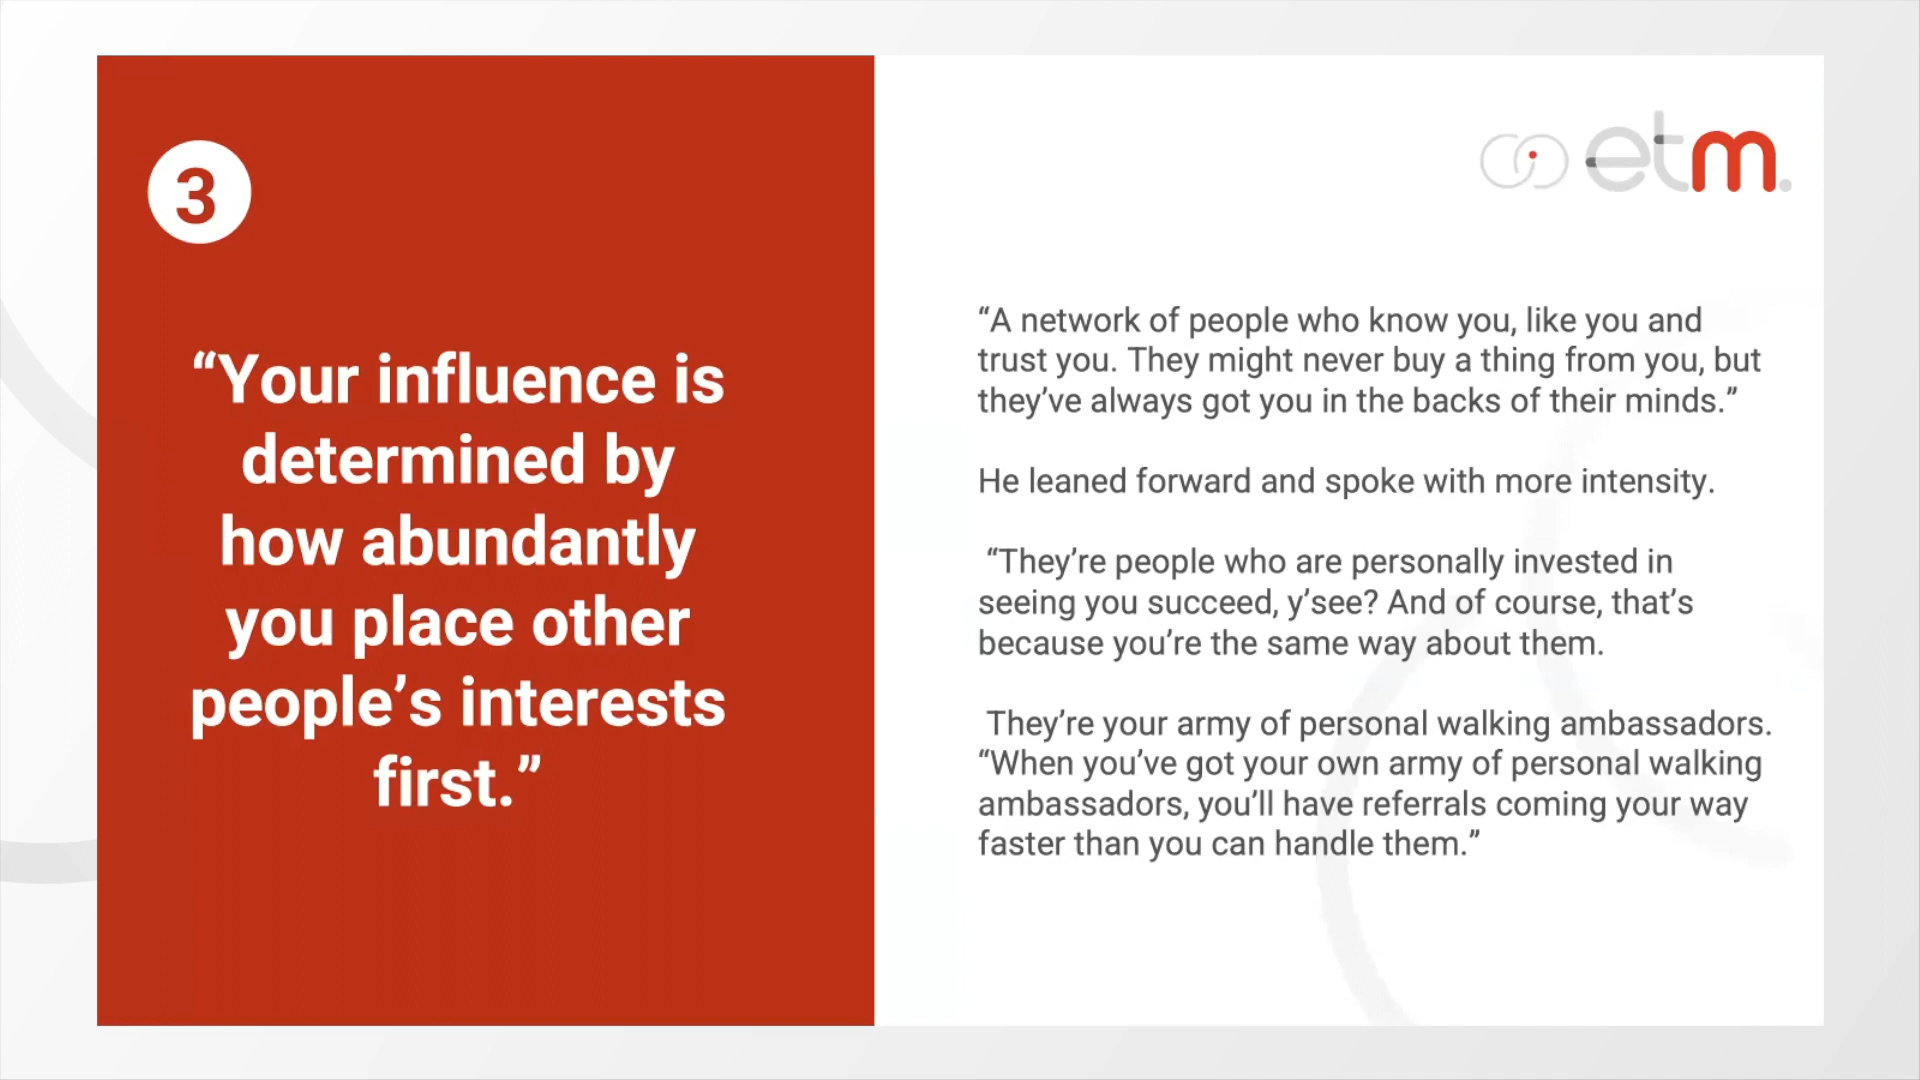 3
“Your influence is
determined by
how abundantly
you place other
people’s interests
first.”
etm.
“A network of people who know you, like you and
trust you. They might never buy a thing from you, but
they’ve always got you in the backs of their minds.”
He leaned forward and spoke with more intensity.
“They’re people who are personally invested in
seeing you succeed, y’see? And of course, that’s
because you’re the same way about them.
They’re your army of personal walking ambassadors.
“When you’ve got your own army of personal walking
ambassadors, you’ll have referrals coming your way
faster than you can handle them.”